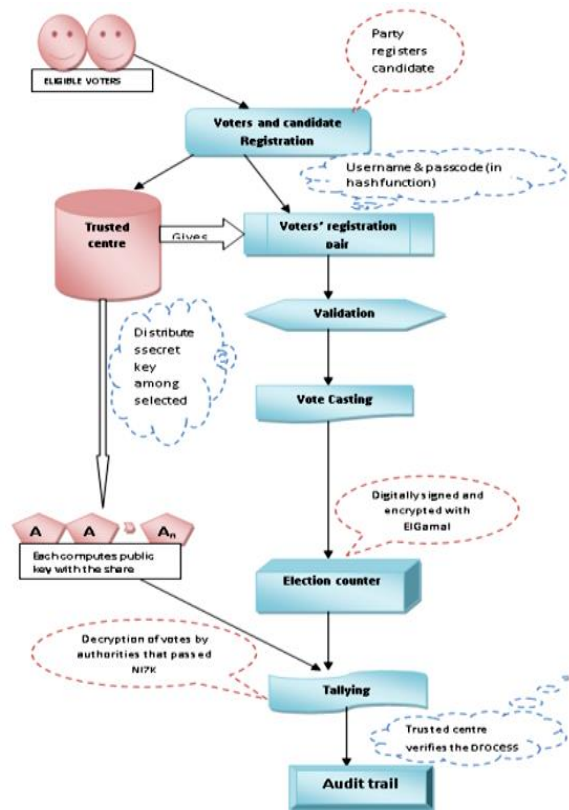 Party
registers
candidate
ELIGIBLE VOTERS
Voters and candidate
Registration
Username & passcode (in
hash function)
Trusted
centre
Gives
Voters' registration
pair
Validation
Distribute
ssecret
key
among
selected
Vote Casting
Digitally signed and
encrypted with
ElGamal
A
A
Aₙ
Each computes public
key with the share
Election counter
Decryption of votes by
authorities that passed
NIZK
Tallying
Trusted centre
verifies the process
Audit trail